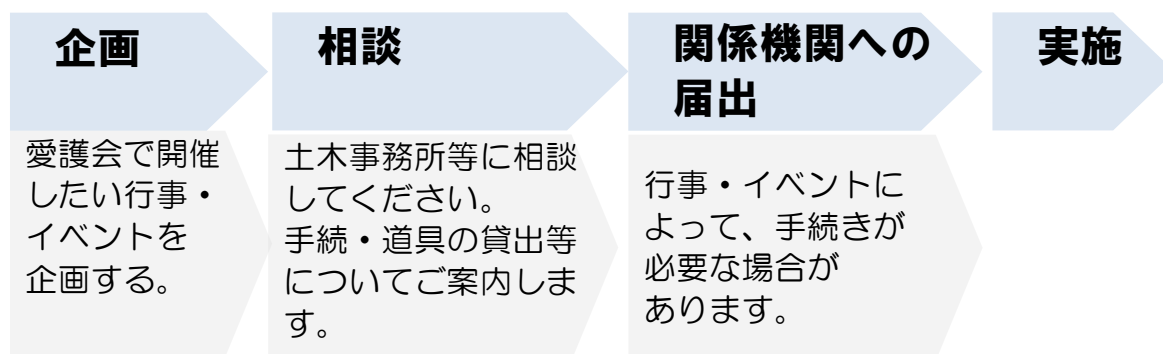 企画
愛護会で開催
したい行事・
イベントを
企画する。
相談
土木事務所等に相談
してください。
手続・道具の貸出等
についてご案内しま
す。
関係機関への
届出
行事・イベントに
よって、手続きが
必要な場合が
あります。
実施